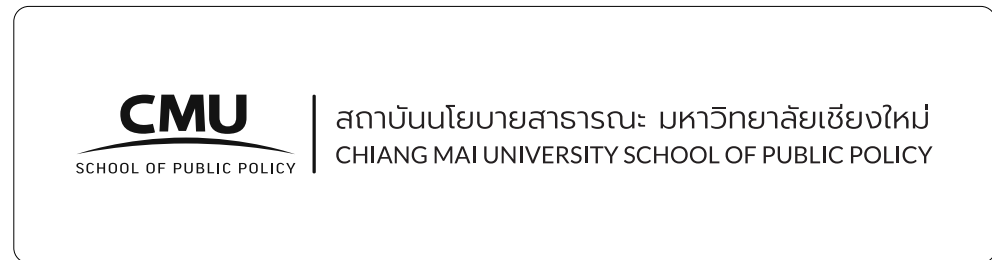 CMU
SCHOOL OF PUBLIC POLICY
สถาบันนโยบายสาธารณะ มหาวิทยาลัยเชียงใหม่
CHIANG MAI UNIVERSITY SCHOOL OF PUBLIC POLICY